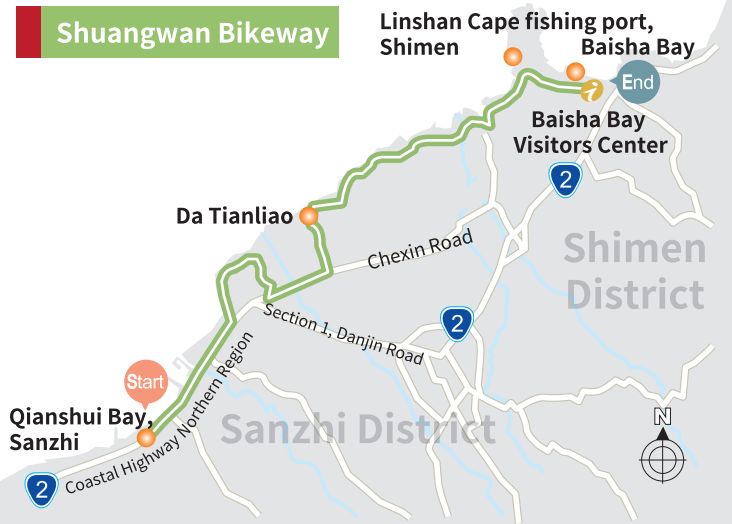 Shuangwan Bikeway
Linshan Cape fishing port,
Shimen
Baisha Bay
End
Baisha Bay
Visitors Center
2
Da Tianliao
Chexin Road
Shimen
District
2
Section 1, Danjin Road
Start
Qianshui Bay,
Sanzhi
Coastal Highway Northern Region
Sanzhi District
N
2